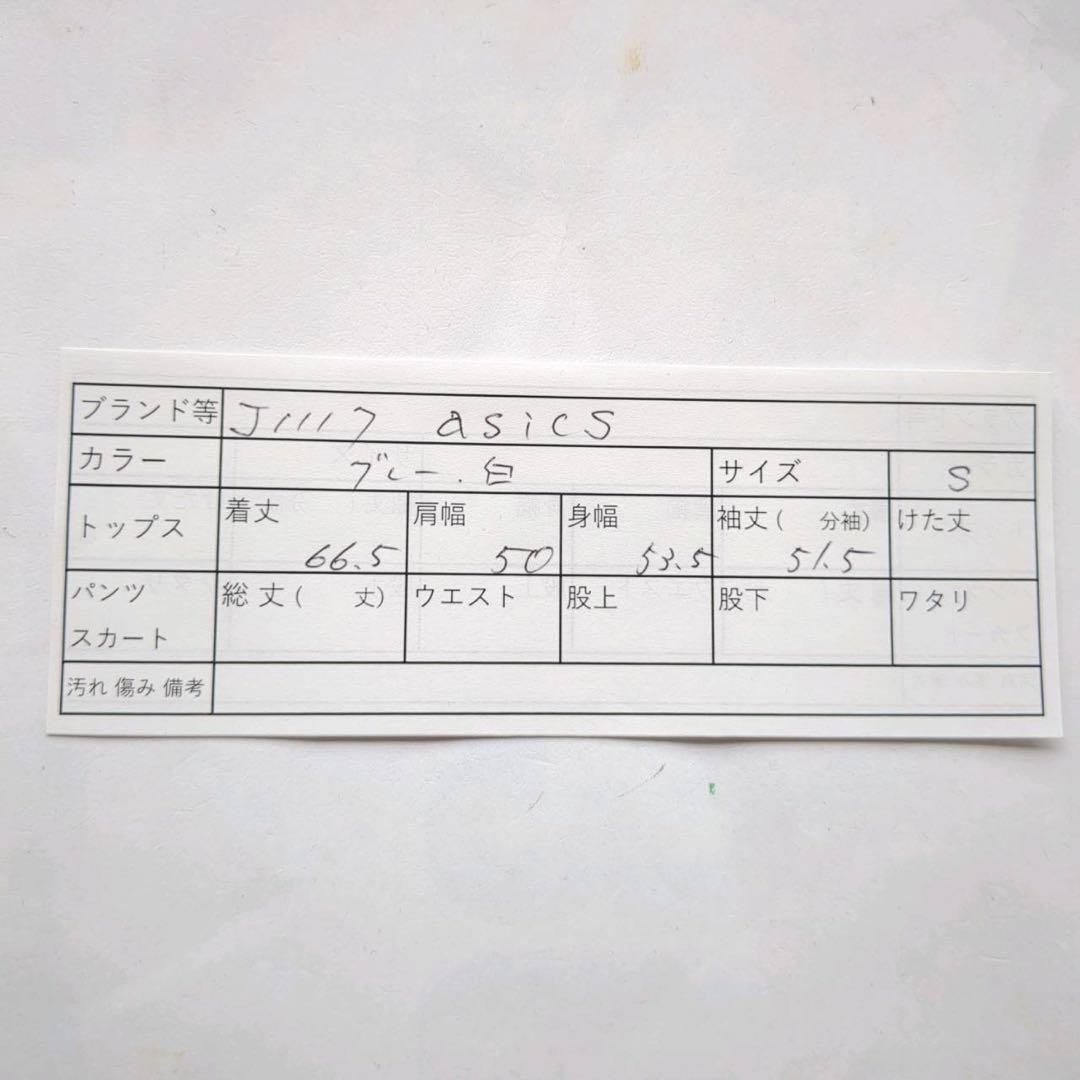 ブランド等 J1117 asics
カラー グレー.白 サイズ S
トップス 着丈 66.5 肩幅 50 身幅 53.5 袖丈( 分袖) 51.5 けた丈
パンツ スカート 総丈( 丈) ウエスト 股上 股下 ワタリ
汚れ 傷み 備考